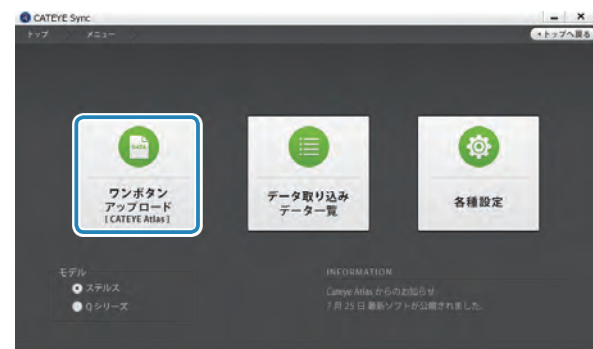 CATEYE Sync
トップ メニュー
トップへ戻る
DATA
ワンボタン
アップロード
[ CATEYE Atlas ]
データ取り込み
データ一覧
各種設定
モデル
ステルス
Qシリーズ
INFORMATION
Cateye Atlas からのお知らせ
7 月 25 日 最新ソフトが公開されました。